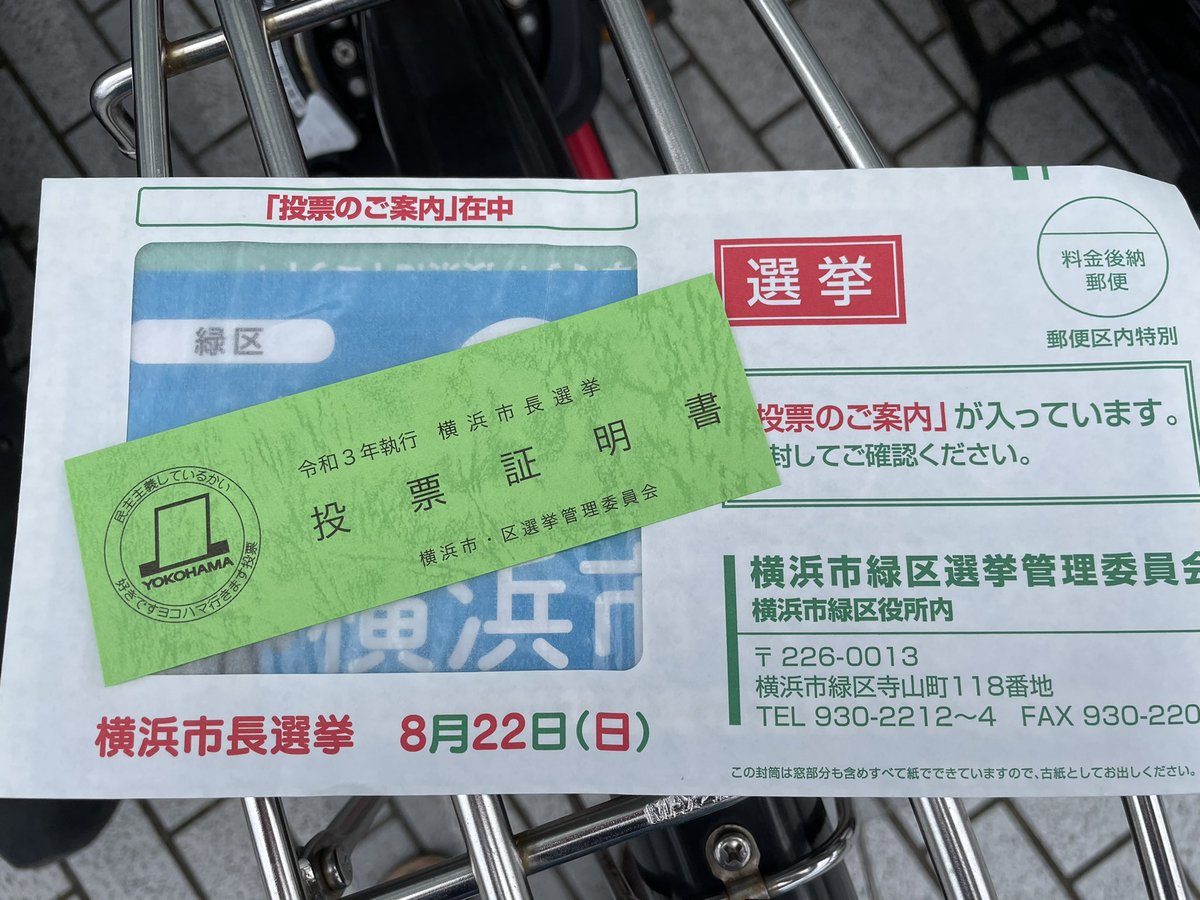 「投票のご案内」在中
緑区
選挙
料金後納
郵便
郵便区内特別
投票のご案内」が入っています。
封してご確認ください。
令和3年執行 横浜市長選挙
投票証明書
横浜市・区選挙管理委員会
民主主義しているかい
YOKOHAMA
好きですヨコハマ行きます投票
横浜市
横浜市長選挙 8月22日(日)
横浜市緑区選挙管理委員会
横浜市緑区役所内
〒226-0013
横浜市緑区寺山町118番地
TEL 930-2212~4 FAX 930-220
この封筒は窓部分も含めすべて紙でできていますので、古紙としてお出しください。